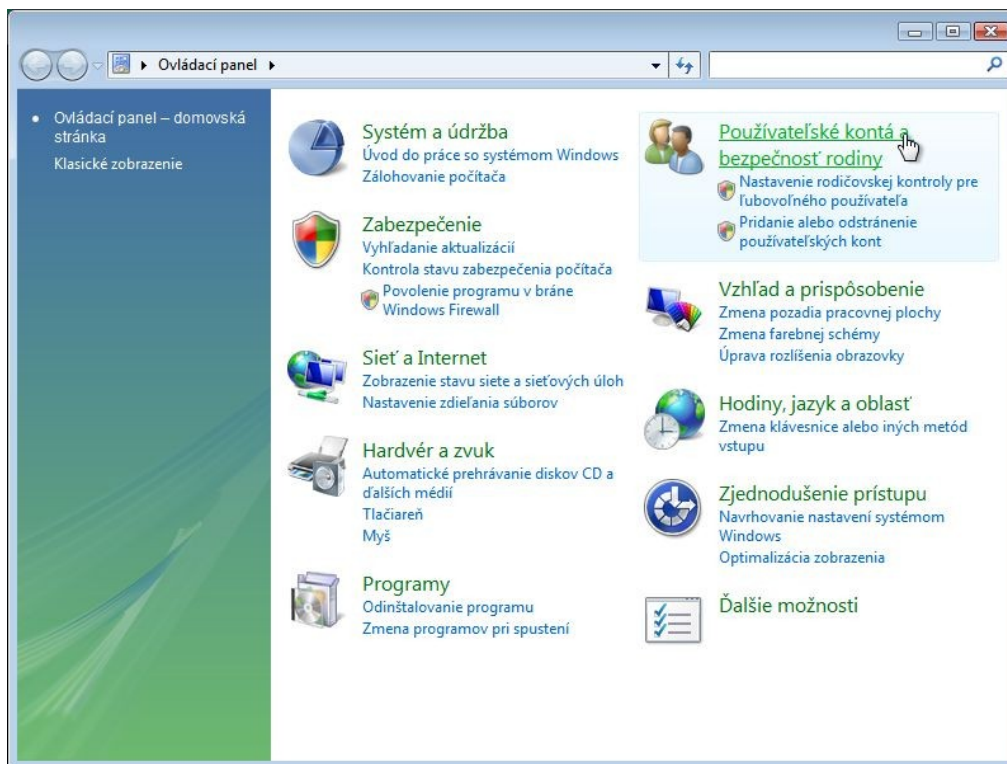 Ovládací panel
Ovládací panel – domovská
stránka
Klasické zobrazenie
Systém a údržba
Úvod do práce so systémom Windows
Zálohovanie počítača
Zabezpečenie
Vyhľadanie aktualizácií
Kontrola stavu zabezpečenia počítača
Povolenie programu v bráne
Windows Firewall
Sieť a Internet
Zobrazenie stavu siete a sieťových úloh
Nastavenie zdieľania súborov
Hardvér a zvuk
Automatické prehrávanie diskov CD a
ďalších médií
Tlačiareň
Myš
Programy
Odinštalovanie programu
Zmena programov pri spustení
Používateľské kontá a
bezpečnosť rodiny
Nastavenie rodičovskej kontroly pre
ľubovoľného používateľa
Pridanie alebo odstránenie
používateľských kont
Vzhľad a prispôsobenie
Zmena pozadia pracovnej plochy
Zmena farebnej schémy
Úprava rozlíšenia obrazovky
Hodiny, jazyk a oblasť
Zmena klávesnice alebo iných metód
vstupu
Zjednodušenie prístupu
Navrhovanie nastavení systémom
Windows
Optimalizácia zobrazenia
Ďalšie možnosti